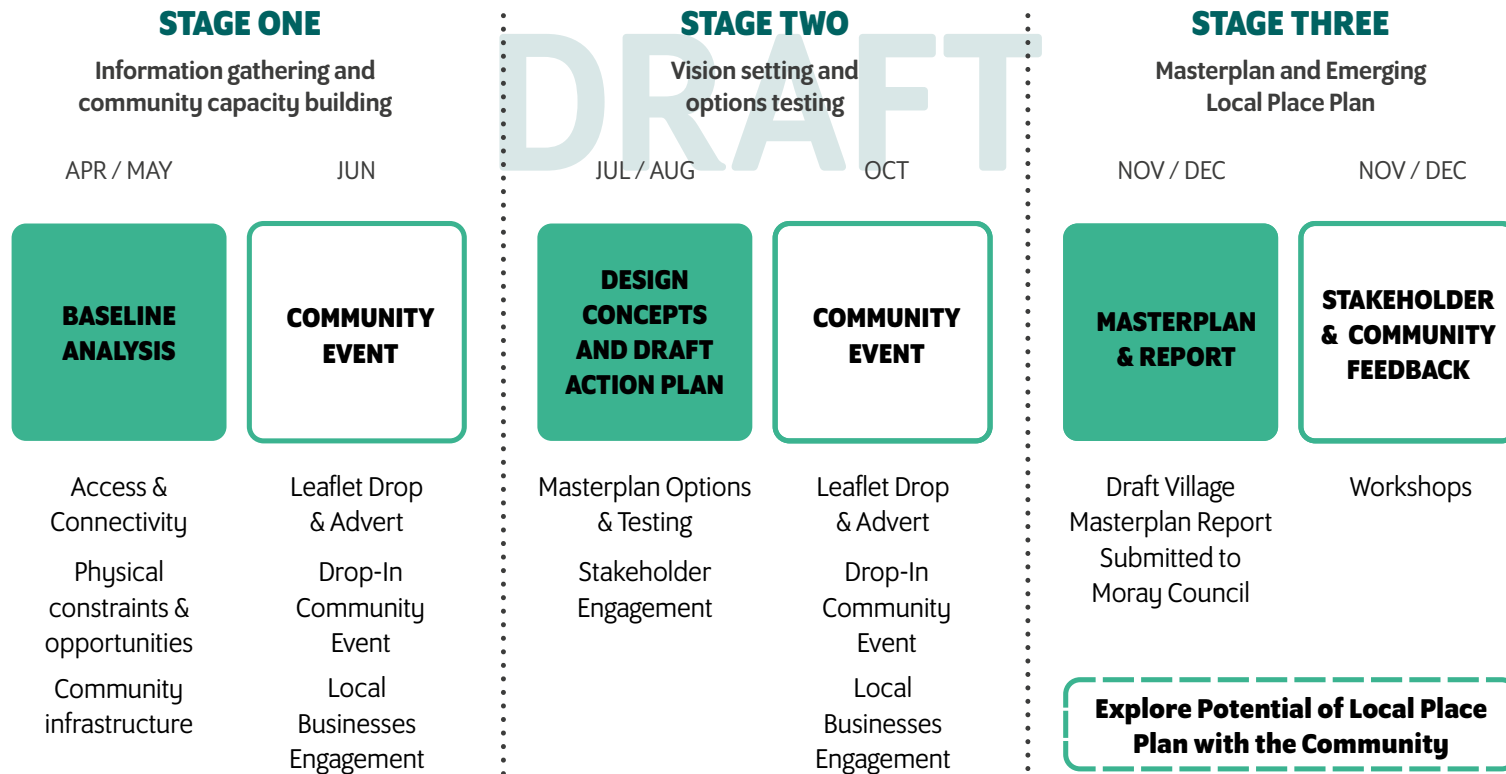 STAGE ONE
Information gathering and
community capacity building
APR / MAY
JUN
BASELINE
ANALYSIS
COMMUNITY
EVENT
Access &
Connectivity
Physical
constraints &
opportunities
Community
infrastructure
Leaflet Drop
& Advert
Drop-In
Community
Event
Local
Businesses
Engagement
DRAFT
STAGE TWO
Vision setting and
options testing
JUL / AUG
OCT
DESIGN
CONCEPTS
AND DRAFT
ACTION PLAN
COMMUNITY
EVENT
Masterplan Options
& Testing
Stakeholder
Engagement
Leaflet Drop
& Advert
Drop-In
Community
Event
Local
Businesses
Engagement
STAGE THREE
Masterplan and Emerging
Local Place Plan
NOV / DEC
NOV / DEC
MASTERPLAN
& REPORT
STAKEHOLDER
& COMMUNITY
FEEDBACK
Draft Village
Masterplan Report
Submitted to
Moray Council
Workshops
Explore Potential of Local Place
Plan with the Community